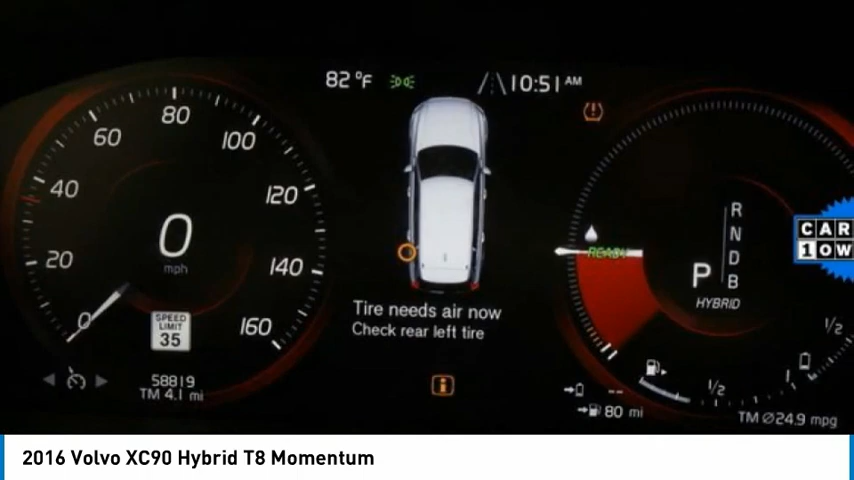 82 °F
10:51 AM
0 20 40 60 80 100 120 140 160
0
mph
SPEED
LIMIT
35
58819
TM 4.1 mi
Tire needs air now
Check rear left tire
READY
R
N
D
B
P
HYBRID
1/2
1/2
1
--
80 mi
TM Ø24.9 mpg
CAR
1OW
2016 Volvo XC90 Hybrid T8 Momentum